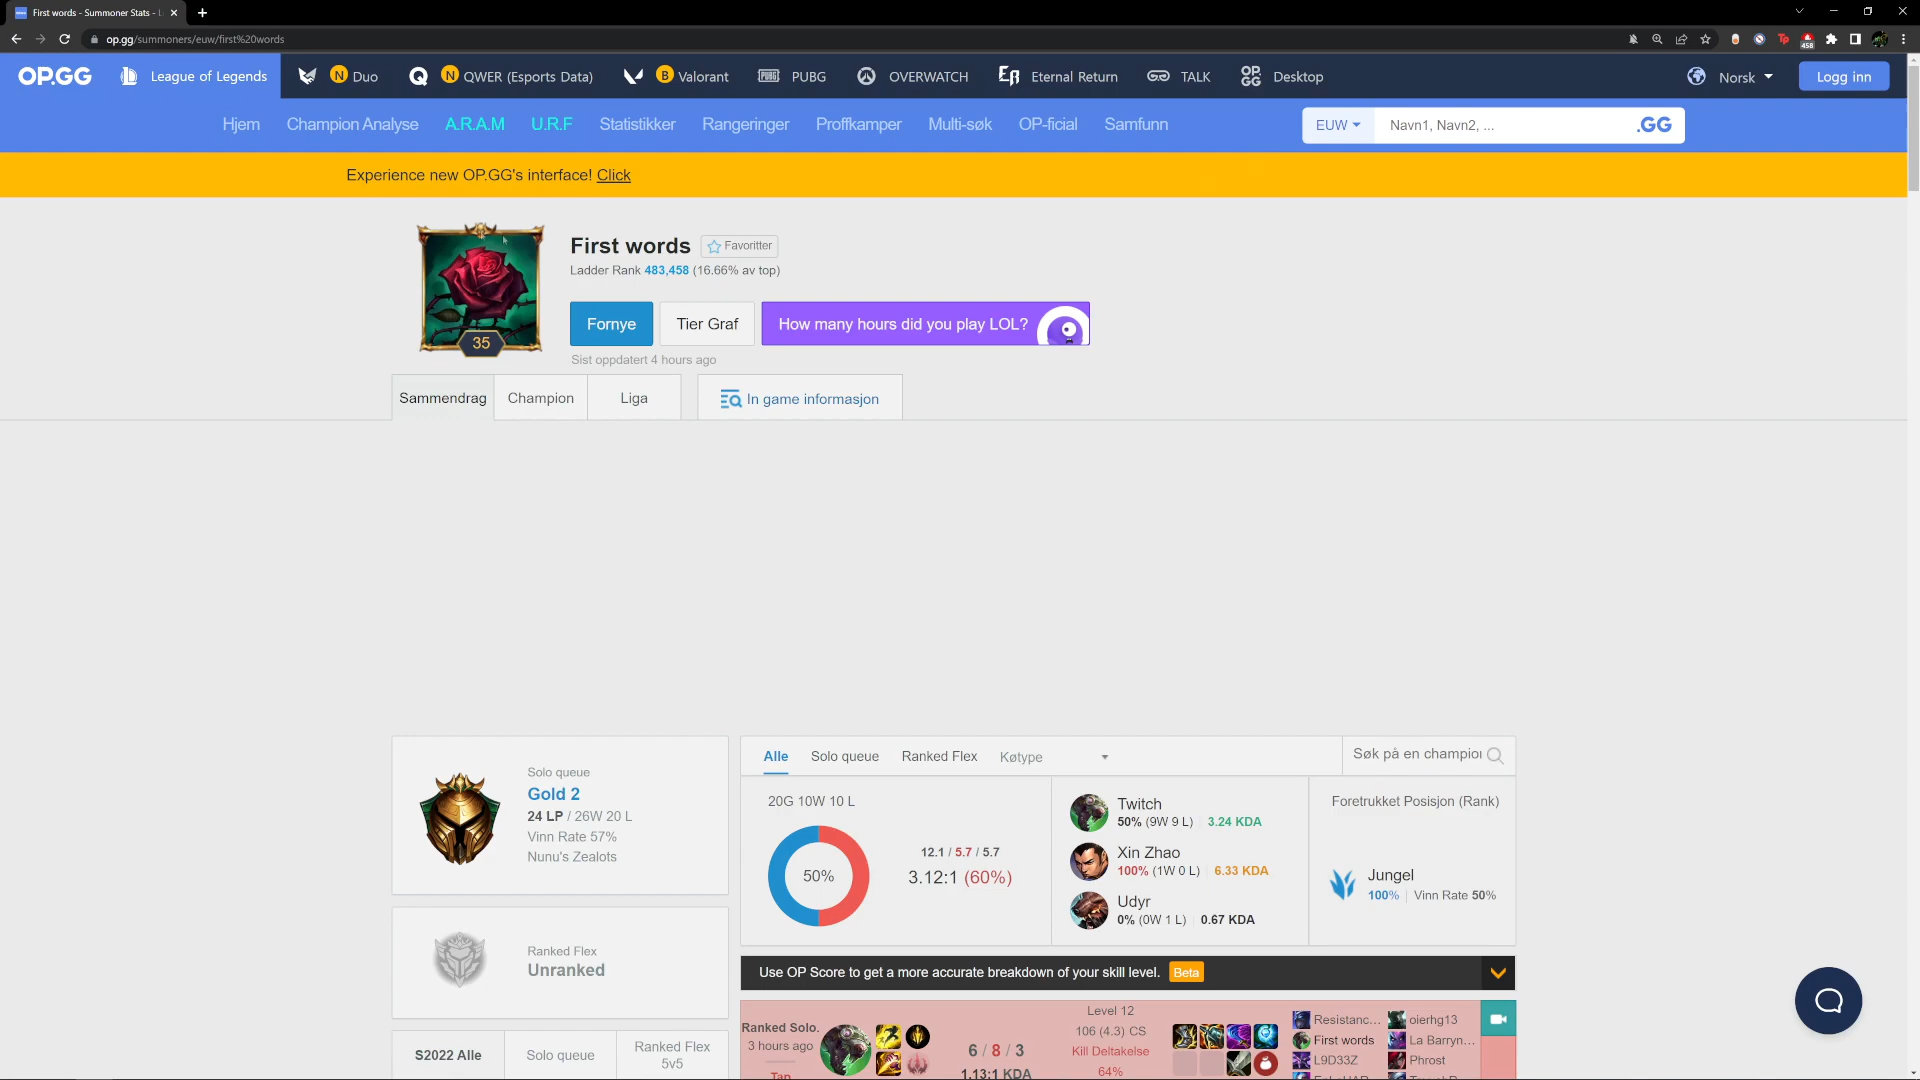 First words - Summoner Stats - L
op.gg/summoners/euw/first%20words
458
OP.GG League of Legends N Duo N QWER (Esports Data) B Valorant PUBG OVERWATCH Eternal Return TALK OP.GG Desktop Norsk Logg inn
Hjem Champion Analyse A.R.A.M U.R.F Statistikker Rangeringer Proffkamper Multi-søk OP-ficial Samfunn EUW Navn1, Navn2, ... .GG
Experience new OP.GG's interface! Click
First words Favoritter
Ladder Rank 483,458 (16.66% av top)
Fornye Tier Graf How many hours did you play LOL?
35
Sist oppdatert 4 hours ago
Sammendrag Champion Liga In game informasjon
Solo queue
Gold 2
24 LP / 26W 20 L
Vinn Rate 57%
Nunu's Zealots
Ranked Flex
Unranked
S2022 Alle Solo queue Ranked Flex 5v5
Alle Solo queue Ranked Flex Køtype Søk på en champion
20G 10W 10 L
50%
12.1 / 5.7 / 5.7
3.12:1 (60%)
Twitch
50% (9W 9 L) 3.24 KDA
Xin Zhao
100% (1W 0 L) 6.33 KDA
Udyr
0% (0W 1 L) 0.67 KDA
Foretrukket Posisjon (Rank)
Jungel
100% Vinn Rate 50%
Use OP Score to get a more accurate breakdown of your skill level. Beta
Ranked Solo.
3 hours ago
Tap
6 / 8 / 3
1.13:1 KDA
Level 12
106 (4.3) CS
Kill Deltakelse
64%
Resistanc... oierhg13
First words La Barryn...
L9D33Z Phrost